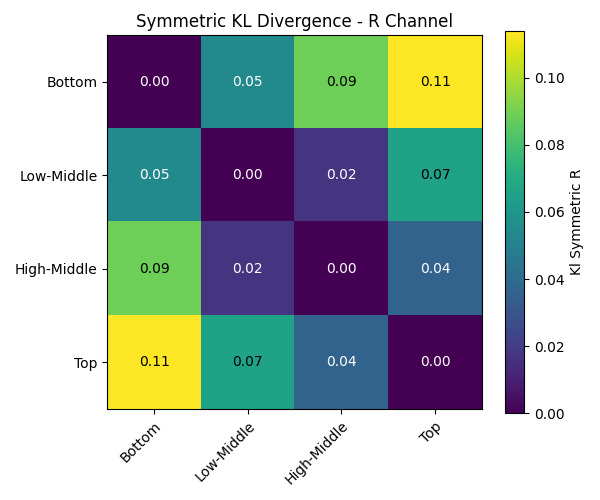 Symmetric KL Divergence - R Channel
Bottom 0.00 0.05 0.09 0.11
Low-Middle 0.05 0.00 0.02 0.07
High-Middle 0.09 0.02 0.00 0.04
Top 0.11 0.07 0.04 0.00
Bottom Low-Middle High-Middle Top
0.10
0.08
0.06
0.04
0.02
0.00
Kl Symmetric R